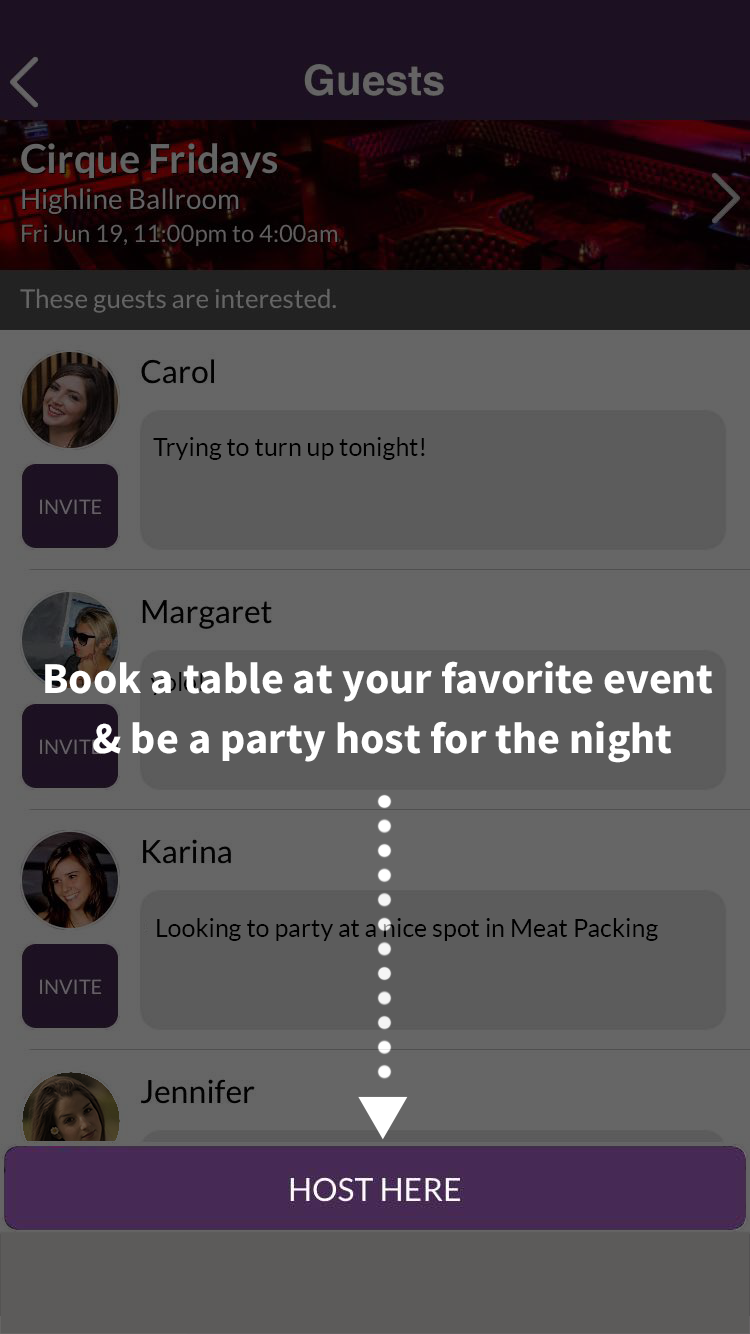 Guests
Cirque Fridays
Highline Ballroom
Fri Jun 19, 11:00pm to 4:00am
These guests are interested.
Carol
Trying to turn up tonight!
INVITE
Margaret
Book a table at your favorite event
INVITE
& be a party host for the night
Karina
Looking to party at a nice spot in Meat Packing
INVITE
Jennifer
HOST HERE